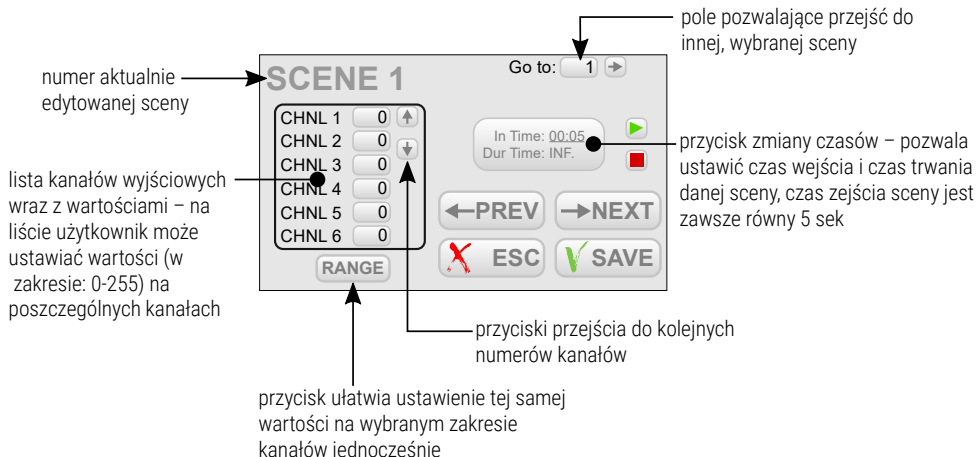 pole pozwalające przejść do
innej, wybranej sceny
numer aktualnie
edytowanej sceny
SCENE 1
Go to: 1
CHNL 1 0
CHNL 2 0
CHNL 3 0
CHNL 4 0
CHNL 5 0
CHNL 6 0
In Time: 00:05
Dur Time: INF.
przycisk zmiany czasów – pozwala
ustawić czas wejścia i czas trwania
danej sceny, czas zejścia sceny jest
zawsze równy 5 sek
lista kanałów wyjściowych
wraz z wartościami – na
liście użytkownik może
ustawiać wartości (w
zakresie: 0-255) na
poszczególnych kanałach
PREV
NEXT
ESC
SAVE
RANGE
przyciski przejścia do kolejnych
numerów kanałów
przycisk ułatwia ustawienie tej samej
wartości na wybranym zakresie
kanałów jednocześnie